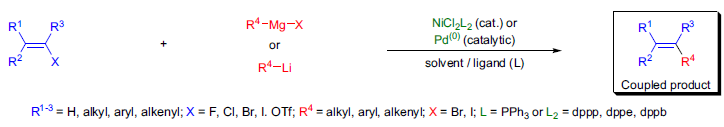 R1 R3 R4–Mg–X NiCl2L2 (cat.) or R1 R3
+ or Pd(0) (catalytic)
R2 X R4–Li solvent / ligand (L) R2 R4
Coupled product
R1-3 = H, alkyl, aryl, alkenyl; X = F, Cl, Br, I. OTf; R4 = alkyl, aryl, alkenyl; X = Br, I; L = PPh3 or L2 = dppp, dppe, dppb